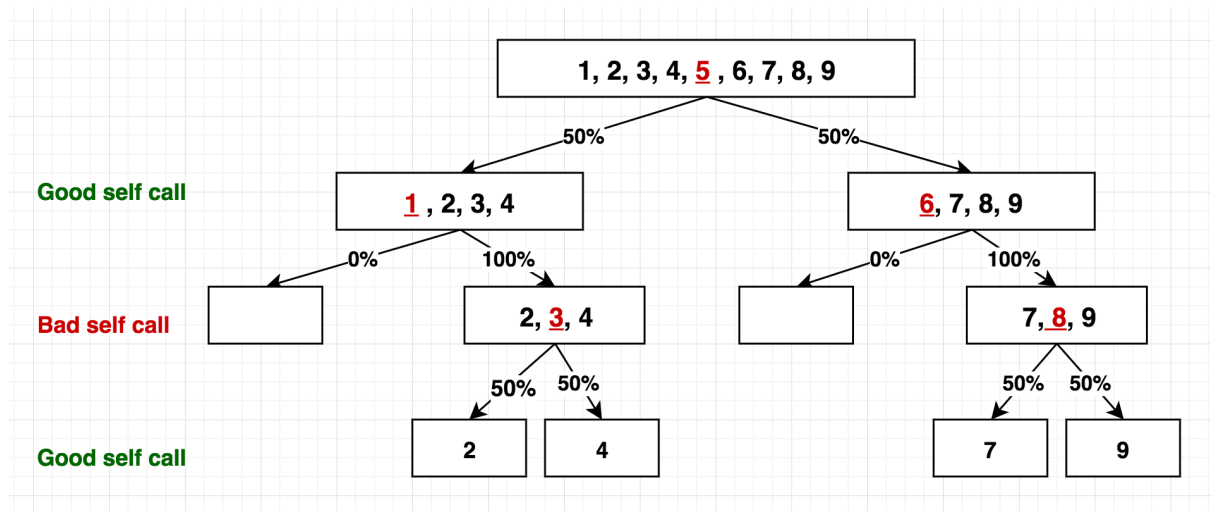 1, 2, 3, 4, 5 , 6, 7, 8, 9
50%
50%
Good self call
1 , 2, 3, 4
6, 7, 8, 9
0%
100%
0%
100%
Bad self call
2, 3, 4
7, 8, 9
50%
50%
50%
50%
Good self call
2
4
7
9